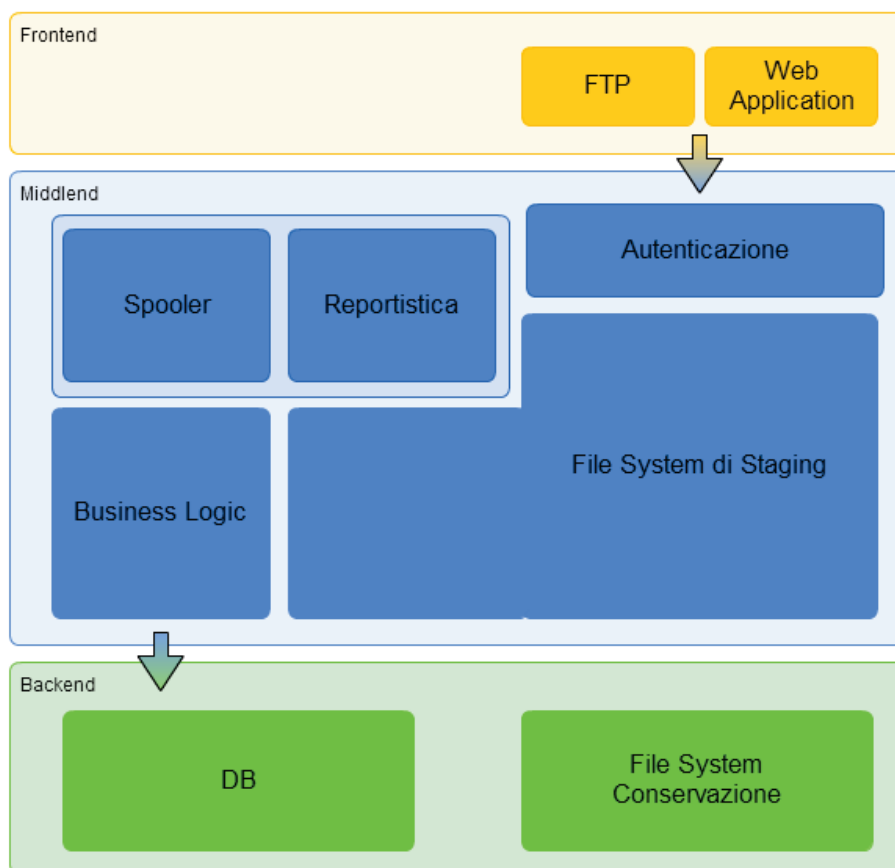 Frontend
FTP
Web
Application
Middlend
Autenticazione
Spooler
Reportistica
File System di Staging
Business Logic
Backend
DB
File System
Conservazione